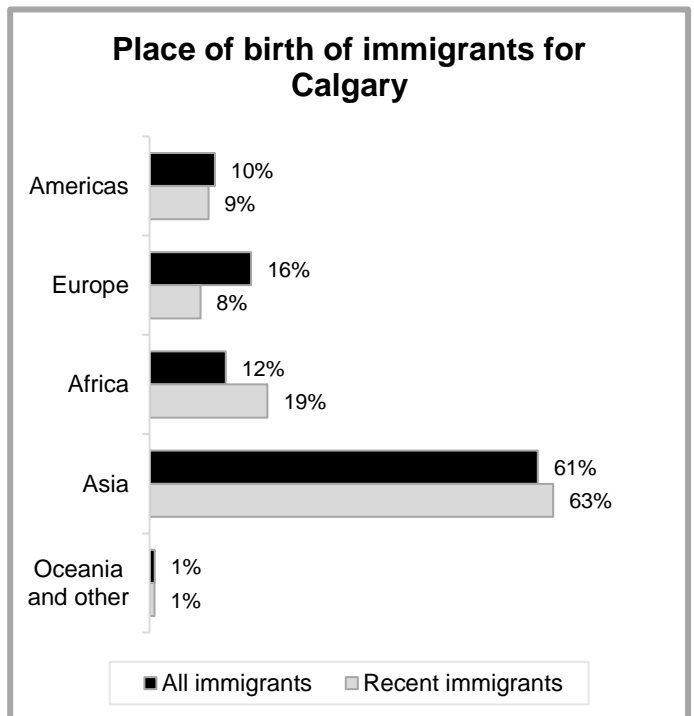 Place of birth of immigrants for
Calgary
Americas
10%
9%
Europe
16%
8%
Africa
12%
19%
Asia
61%
63%
Oceania
and other
1%
1%
All immigrants
Recent immigrants